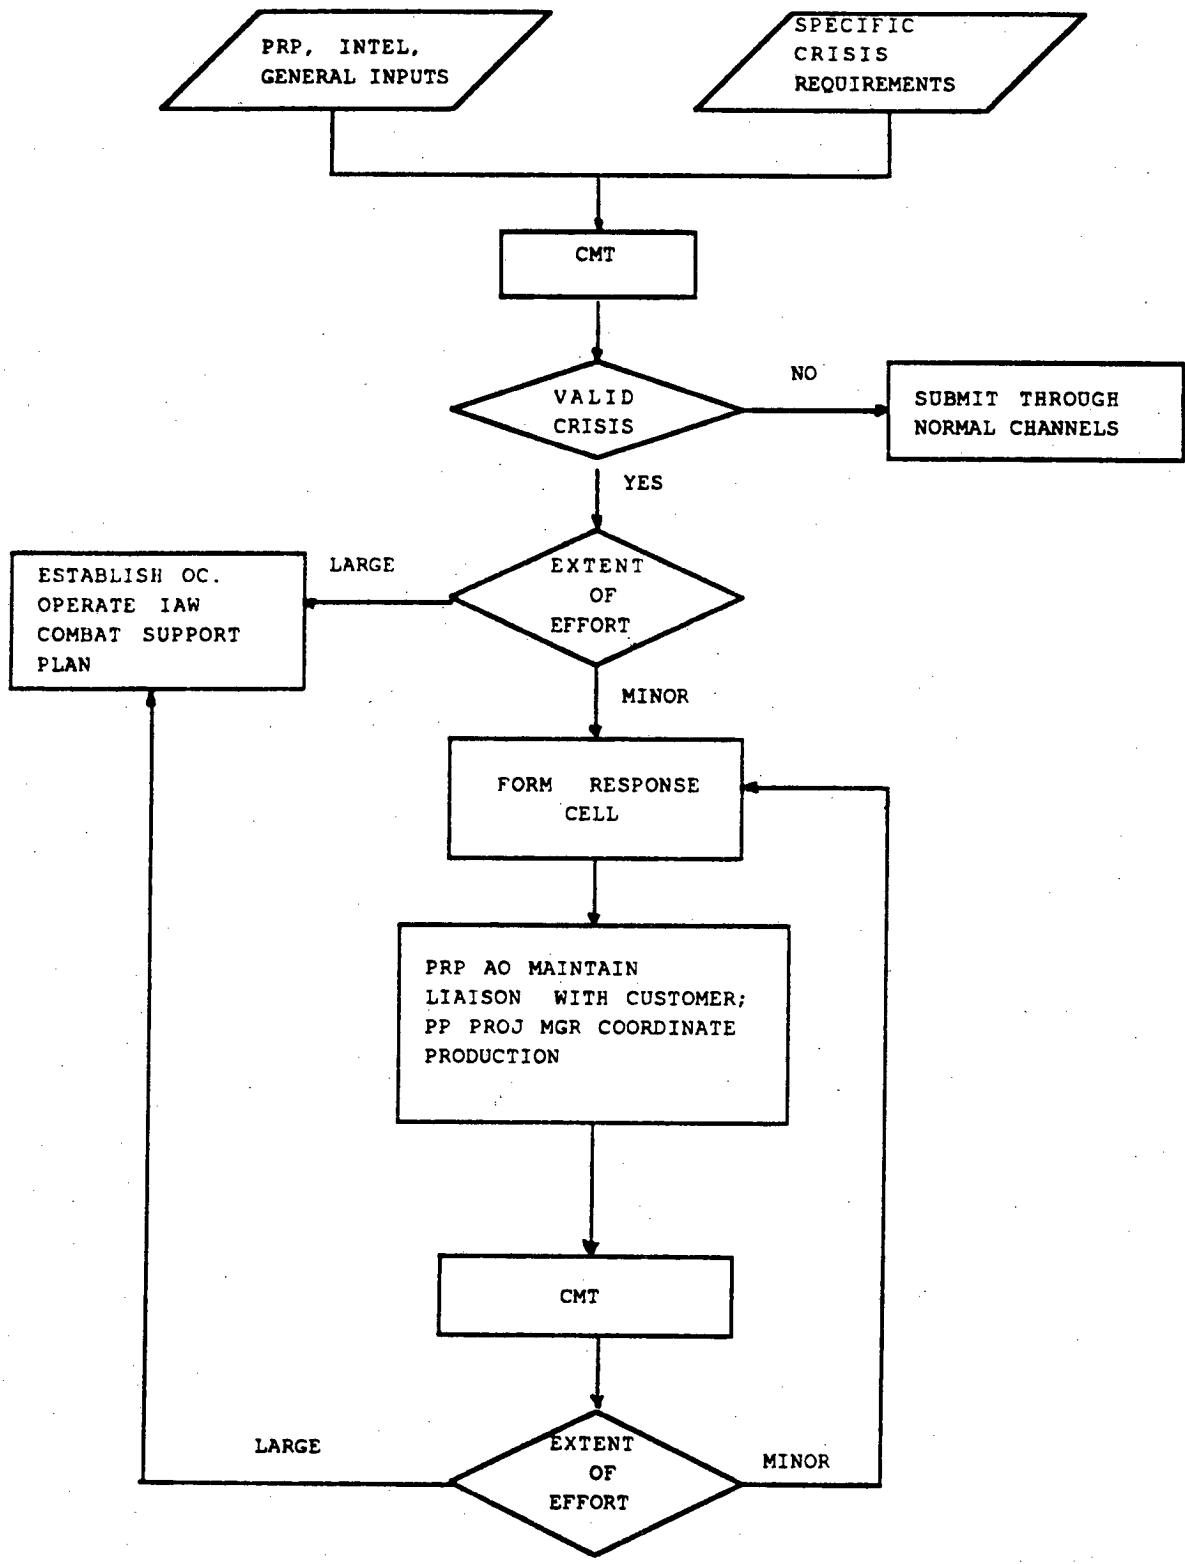 PRP, INTEL,
GENERAL INPUTS
SPECIFIC
CRISIS
REQUIREMENTS
CMT
VALID
CRISIS
NO
SUBMIT THROUGH
NORMAL CHANNELS
YES
EXTENT
OF
EFFORT
LARGE
ESTABLISH OC.
OPERATE IAW
COMBAT SUPPORT
PLAN
MINOR
FORM RESPONSE
CELL
PRP AO MAINTAIN
LIAISON WITH CUSTOMER;
PP PROJ MGR COORDINATE
PRODUCTION
CMT
EXTENT
OF
EFFORT
LARGE
MINOR